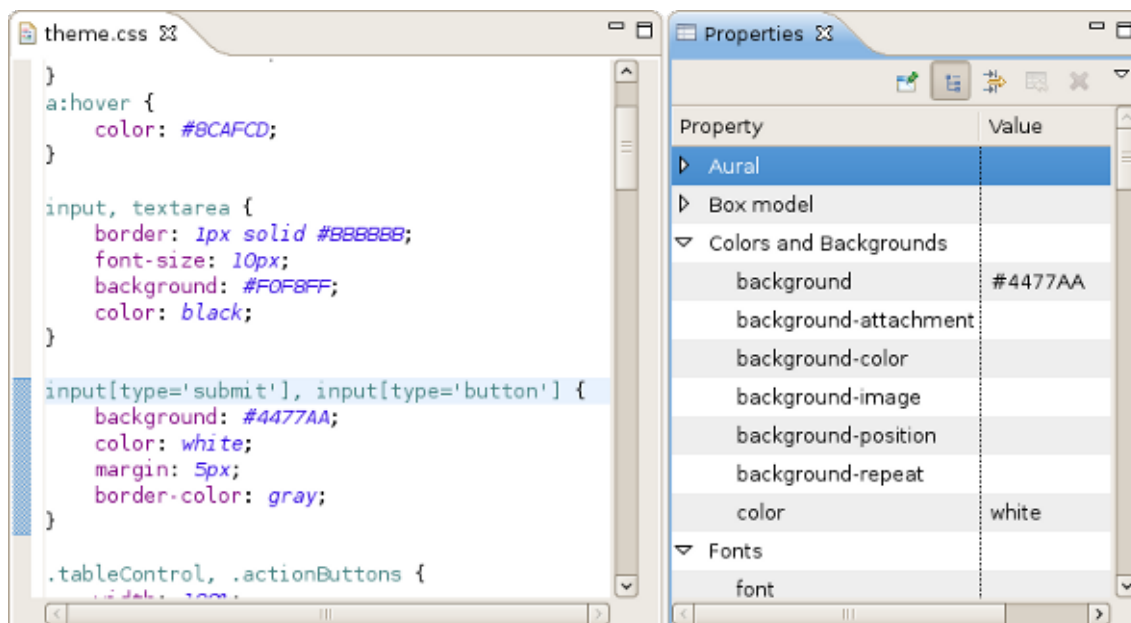 theme.css
}
a:hover {
color: #8CAFCD;
}
input, textarea {
border: 1px solid #BBBBBB;
font-size: 10px;
background: #F0F8FF;
color: black;
}
input[type='submit'], input[type='button'] {
background: #4477AA;
color: white;
margin: 5px;
border-color: gray;
}
.tableControl, .actionButtons {
Properties
Property Value
Aural
Box model
Colors and Backgrounds
background #4477AA
background-attachment
background-color
background-image
background-position
background-repeat
color white
Fonts
font